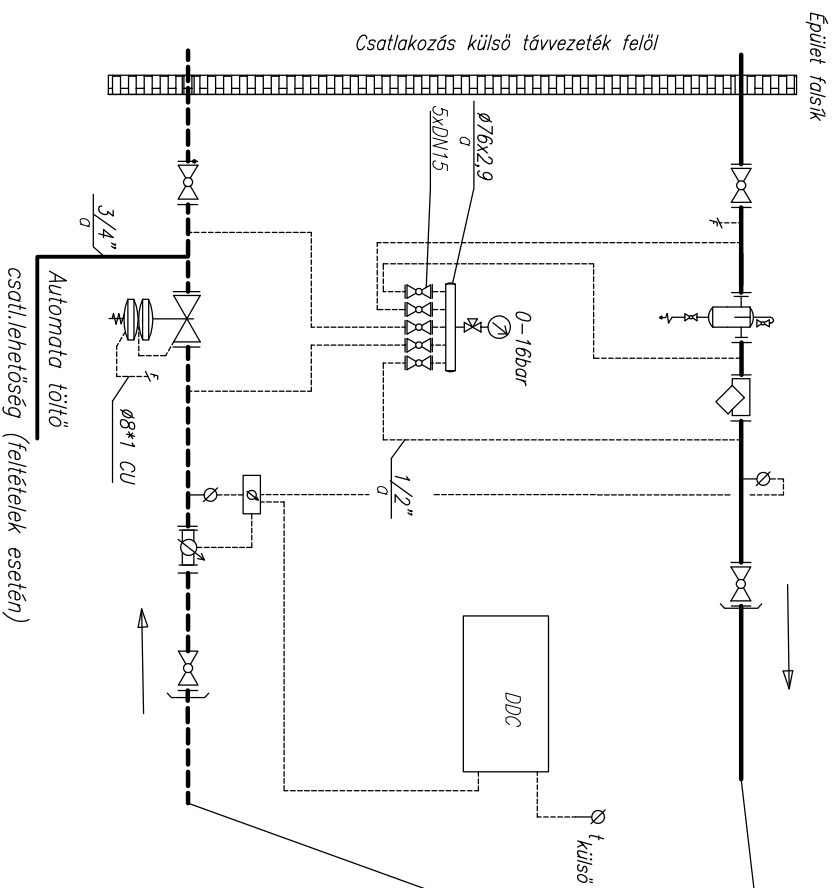 Épület falsík
Csatlakozás külső távvezeték felől
ø76x2,9
a
5xDN15
0-16bar
3/4"
a
Automata töltő
csatl.lehetőség (feltételek esetén)
ø8*1 CU
1/2"
a
DDC
t külső